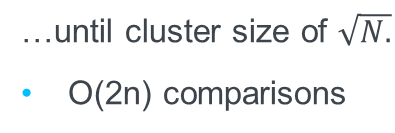 …until cluster size of √N.
• O(2n) comparisons